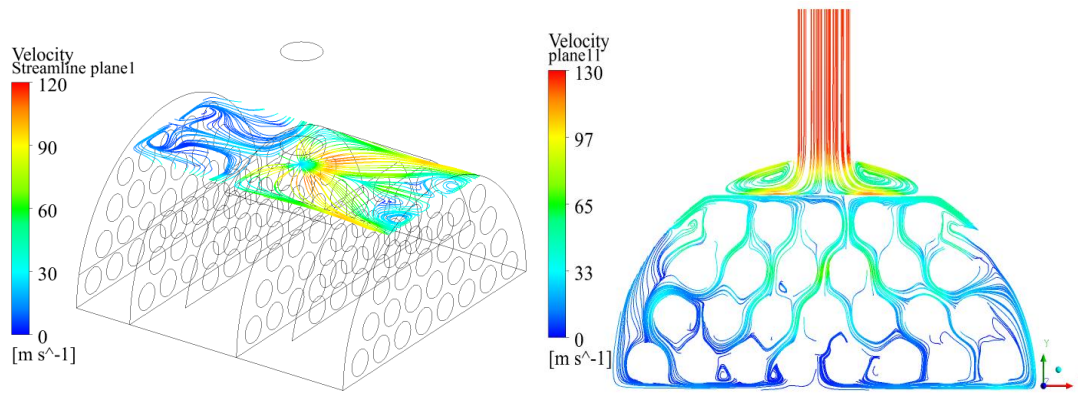 Velocity
Streamline plane1
120
90
60
30
0
[m s^-1]
Velocity
plane11
130
97
65
33
0
[m s^-1]
Y